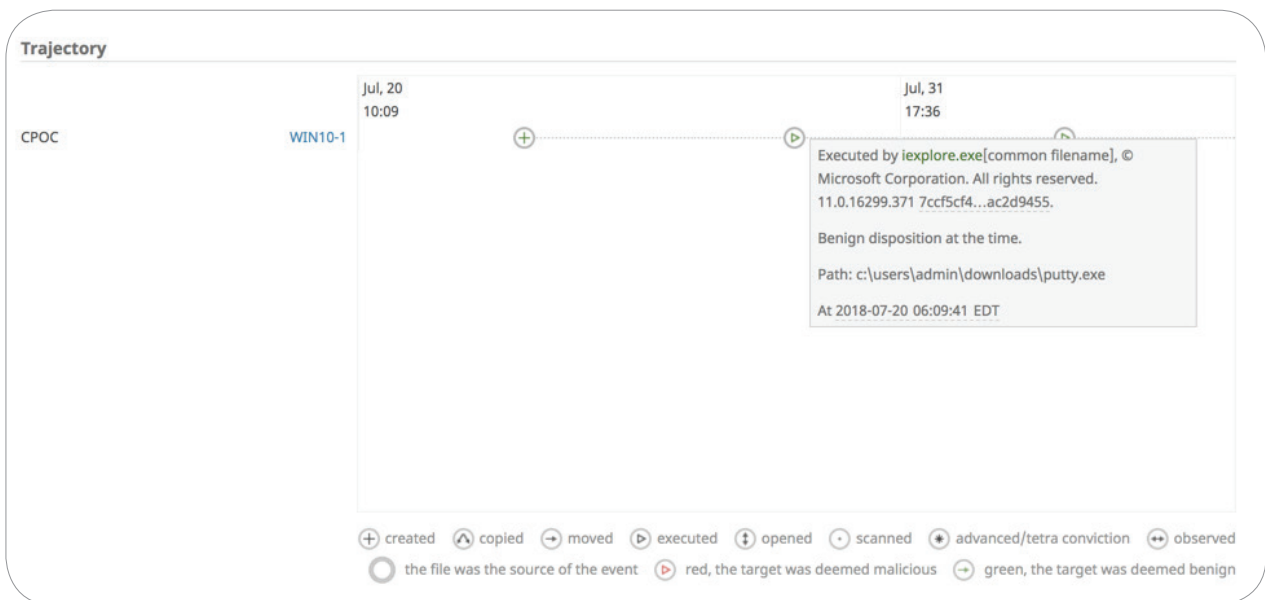 Trajectory
Jul, 20
10:09
Jul, 31
17:36
CPOC
WIN10-1
Executed by iexplore.exe[common filename], ©
Microsoft Corporation. All rights reserved.
11.0.16299.371 7ccf5cf4...ac2d9455.
Benign disposition at the time.
Path: c:\users\admin\downloads\putty.exe
At 2018-07-20 06:09:41 EDT
created copied moved executed opened scanned advanced/tetra conviction observed
the file was the source of the event red, the target was deemed malicious green, the target was deemed benign